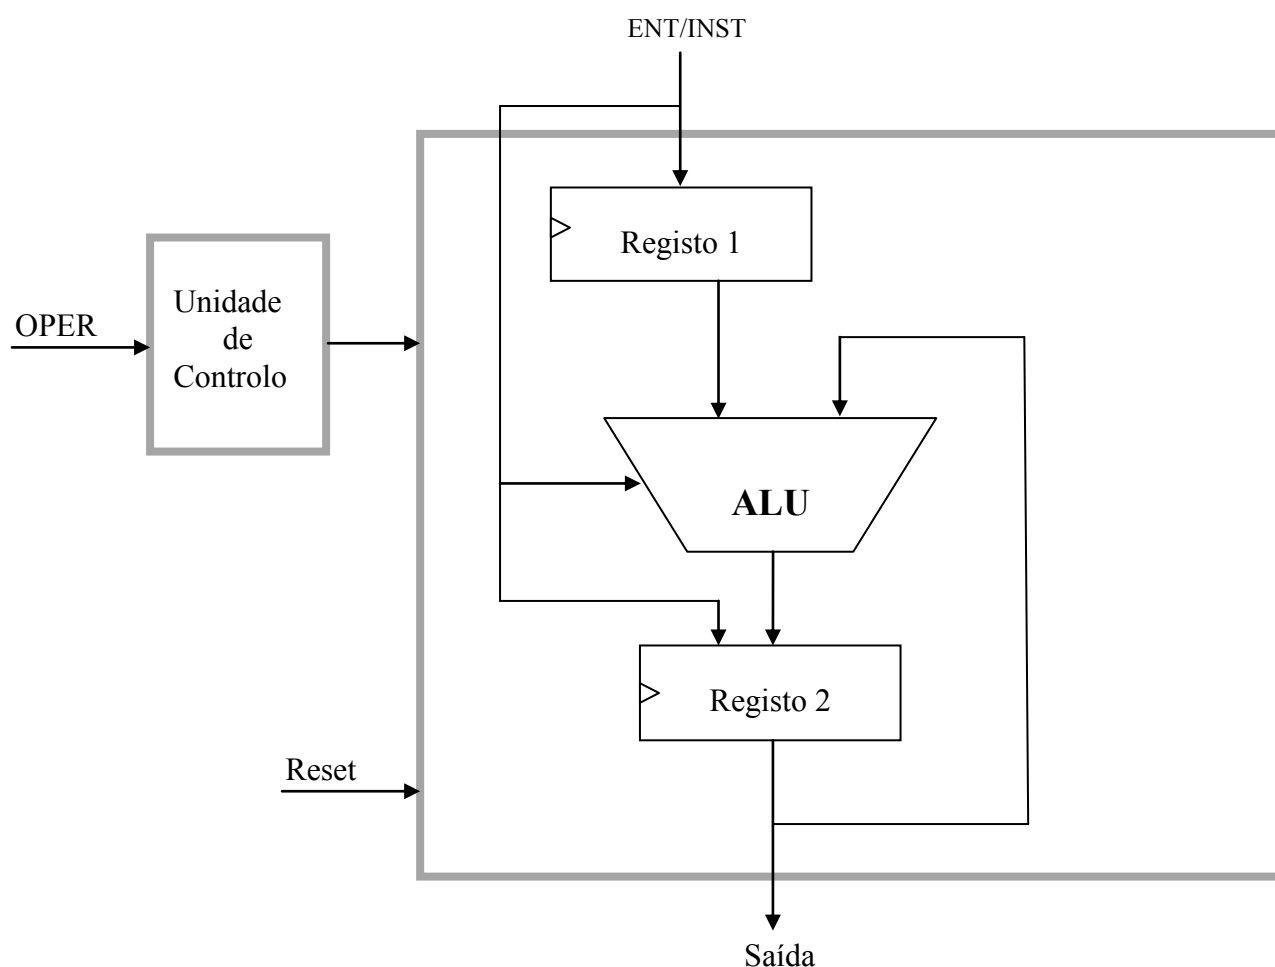 ENT/INST
Registo 1
Unidade
de
Controlo
OPER
ALU
Registo 2
Reset
Saída